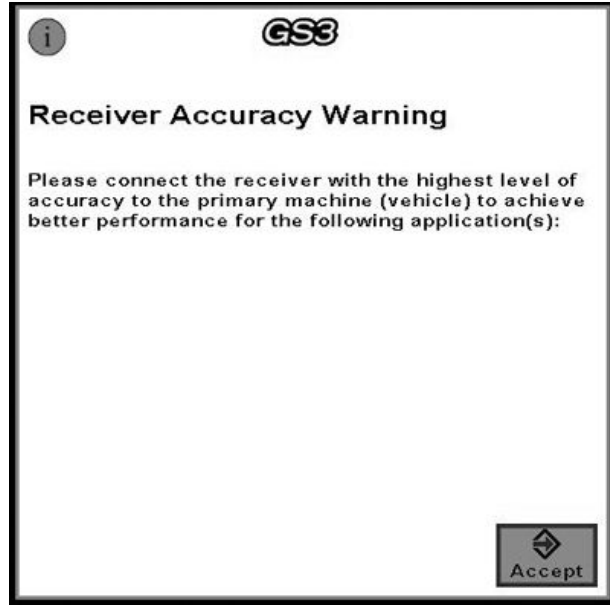 i
GS3
Receiver Accuracy Warning
Please connect the receiver with the highest level of
accuracy to the primary machine (vehicle) to achieve
better performance for the following application(s):
Accept